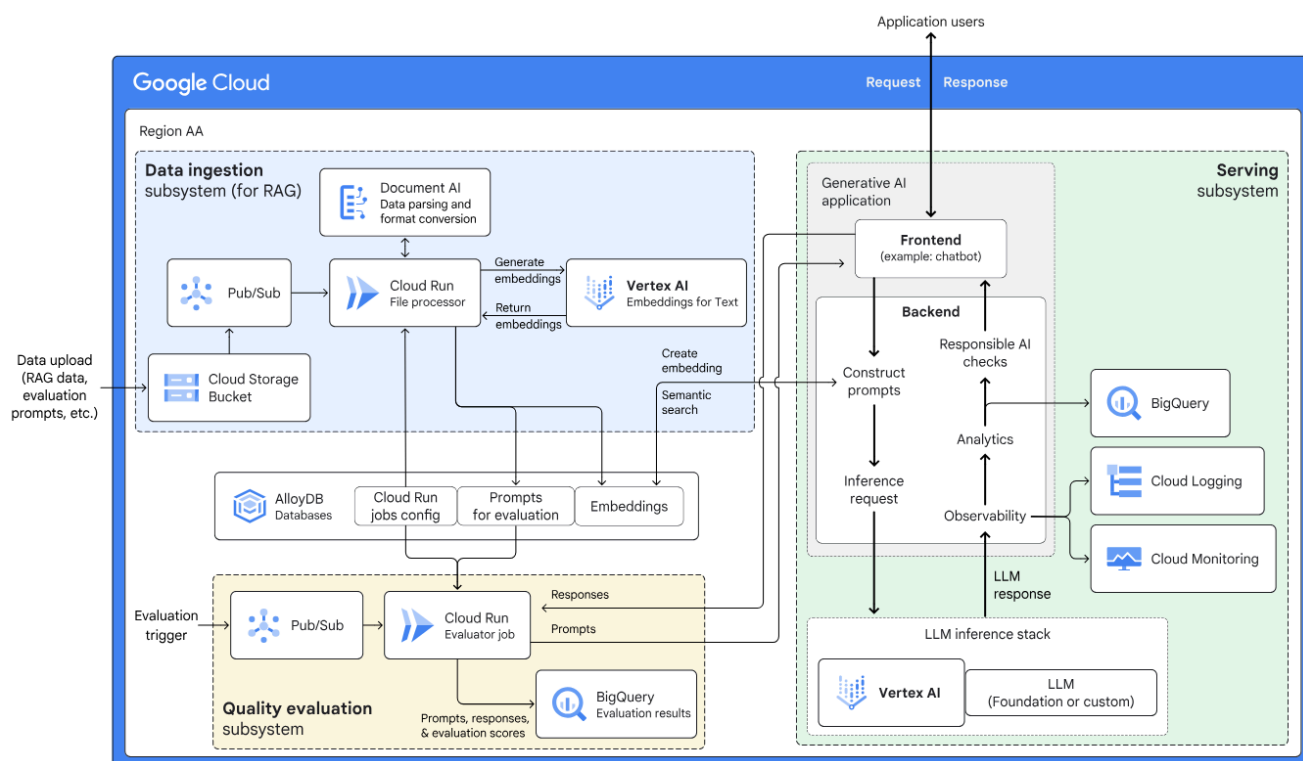 Application users
Google Cloud
Request
Response
Region AA
Data ingestion
subsystem (for RAG)
Document AI
Data parsing and
format conversion
Pub/Sub
Cloud Run
File processor
Generate
embeddings
Return
embeddings
Vertex AI
Embeddings for Text
Data upload
(RAG data,
evaluation
prompts, etc.)
Cloud Storage
Bucket
Create
embedding
Semantic
search
AlloyDB
Databases
Cloud Run
jobs config
Prompts
for evaluation
Embeddings
Evaluation
trigger
Pub/Sub
Cloud Run
Evaluator job
Responses
Prompts
Quality evaluation
subsystem
Prompts, responses,
& evaluation scores
BigQuery
Evaluation results
Serving
subsystem
Generative AI
application
Frontend
(example: chatbot)
Backend
Responsible AI
checks
Construct
prompts
Analytics
Inference
request
Observability
BigQuery
Cloud Logging
Cloud Monitoring
LLM
response
LLM inference stack
Vertex AI
LLM
(Foundation or custom)